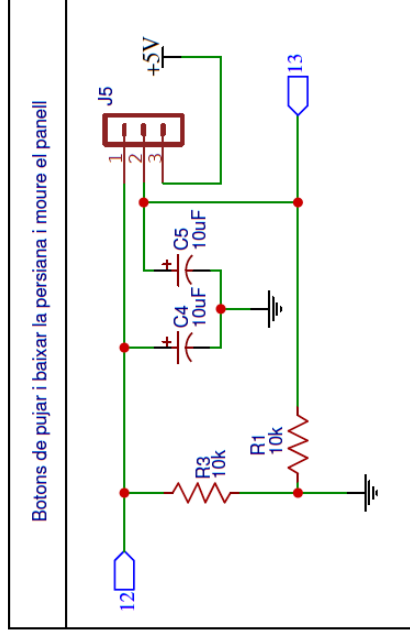 Botons de pujar i baixar la persiana i moure el panell
J5
+5V
1
2
3
13
C5
10uF
C4
10uF
R3
10k
R1
10k
12